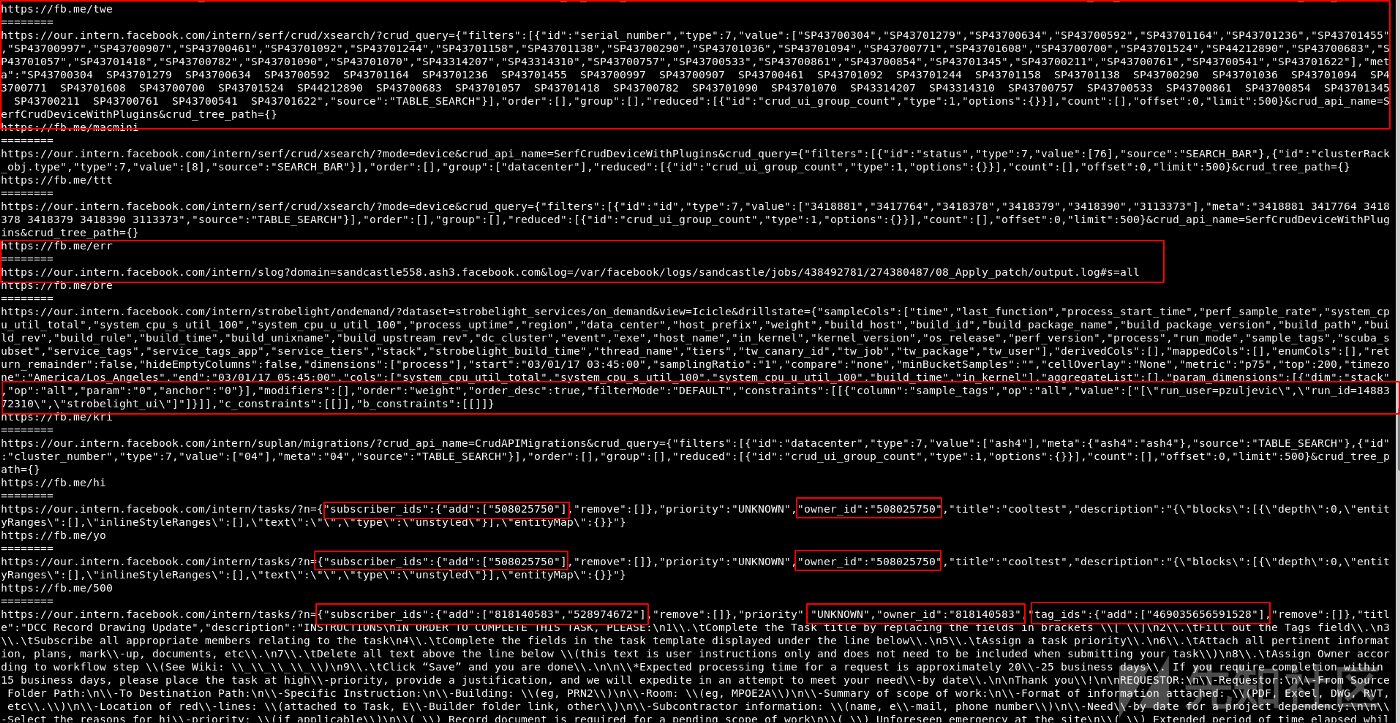 https://fb.me/twe
========
https://our.intern.facebook.com/intern/serf/crud/xsearch/?crud_query={"filters":[{"id":"serial_number","type":7,"value":["SP43700304","SP43701279","SP43700634","SP43700592","SP43701164","SP43701236","SP43701455"
,"SP43700997","SP43700907","SP43700461","SP43701092","SP43701244","SP43701158","SP43701138","SP43700290","SP43701036","SP43701094","SP43700771","SP43701608","SP43700700","SP43701524","SP44212890","SP43700683","S
P43701057","SP43701418","SP43700782","SP43701090","SP43701070","SP43314207","SP43314310","SP43700757","SP43700533","SP43700861","SP43700854","SP43701345","SP43700211","SP43700761","SP43700541","SP43701622"],"met
a":"SP43700304  SP43701279  SP43700634  SP43700592  SP43701164  SP43701236  SP43701455  SP43700997  SP43700907  SP43700461  SP43701092  SP43701244  SP43701158  SP43701138  SP43700290  SP43701036  SP43701094  SP4
3700771  SP43701608  SP43700700  SP43701524  SP44212890  SP43700683  SP43701057  SP43701418  SP43700782  SP43701090  SP43701070  SP43314207  SP43314310  SP43700757  SP43700533  SP43700861  SP43700854  SP43701345
  SP43700211  SP43700761  SP43700541  SP43701622","source":"TABLE_SEARCH"}],"order":[],"group":[],"reduced":[{"id":"crud_ui_group_count","type":1,"options":{}}],"count":[],"offset":0,"limit":500}&crud_api_name=S
erfCrudDeviceWithPlugins&crud_tree_path={}
https://fb.me/macmini
========
https://our.intern.facebook.com/intern/serf/crud/xsearch/?mode=device&crud_api_name=SerfCrudDeviceWithPlugins&crud_query={"filters":[{"id":"status","type":7,"value":[76],"source":"SEARCH_BAR"},{"id":"clusterRack
_obj.type","type":7,"value":[8],"source":"SEARCH_BAR"}],"order":[],"group":["datacenter"],"reduced":[{"id":"crud_ui_group_count","type":1,"options":{}}],"count":[],"offset":0,"limit":500}&crud_tree_path={}
https://fb.me/ttt
========
https://our.intern.facebook.com/intern/serf/crud/xsearch/?mode=device&crud_query={"filters":[{"id":"id","type":7,"value":["3418881","3417764","3418378","3418379","3418390","3113373"],"meta":"3418881 3417764 3418
378 3418379 3418390 3113373","source":"TABLE_SEARCH"}],"order":[],"group":[],"reduced":[{"id":"crud_ui_group_count","type":1,"options":{}}],"count":[],"offset":0,"limit":500}&crud_api_name=SerfCrudDeviceWithPlug
ins&crud_tree_path={}
https://fb.me/err
========
https://our.intern.facebook.com/intern/slog?domain=sandcastle558.ash3.facebook.com&log=/var/facebook/logs/sandcastle/jobs/438492781/274380487/08_Apply_patch/output.log#s=all
https://fb.me/bre
========
https://our.intern.facebook.com/intern/strobelight/ondemand/?dataset=strobelight_services/on_demand&view=Icicle&drillstate={"sampleCols":["time","last_function","process_start_time","perf_sample_rate","system_cp
u_util_total","system_cpu_s_util_100","system_cpu_u_util_100","process_uptime","region","data_center","host_prefix","weight","build_host","build_id","build_package_name","build_package_version","build_path","buil
d_rev","build_rule","build_time","build_unixname","build_upstream_rev","dc_cluster","event","exe","host_name","in_kernel","kernel_version","os_release","perf_version","process","run_mode","sample_tags","scuba_s
ubset","service_tags","service_tags_app","service_tiers","stack","strobelight_build_time","thread_name","tiers","tw_canary_id","tw_job","tw_package","tw_user"],"derivedCols":[],"mappedCols":[],"enumCols":[],"ret
urn_remainder":false,"hideEmptyColumns":false,"dimensions":["process"],"start":"03/01/17 03:45:00","samplingRatio":"1","compare":"none","minBucketSamples":"","cellOverlay":"None","metric":"p75","top":200,"timezo
ne":"America/Los_Angeles","end":"03/01/17 05:45:00","cols":["system_cpu_util_total","system_cpu_s_util_100","system_cpu_u_util_100","build_time","in_kernel"],"aggregateList":[],"param_dimensions":[{"dim":"stack"
,"op":"all","param":"0","anchor":"0"}],"modifiers":[],"order":"weight","order_desc":true,"filterMode":"DEFAULT","constraints":[[{"column":"sample_tags","op":"all","value":["[\"run_user=pzuljevic\",\"run_id=14883
72310\",\"strobelight_ui\"]"]}]],"c_constraints":[[]],"b_constraints":[[]]}
https://fb.me/kri
========
https://our.intern.facebook.com/intern/suplan/migrations/?crud_api_name=CrudAPIMigrations&crud_query={"filters":[{"id":"datacenter","type":7,"value":["ash4"],"meta":{"ash4":"ash4"},"source":"TABLE_SEARCH"},{"id"
:"cluster_number","type":7,"value":["04"],"meta":"04","source":"TABLE_SEARCH"}],"order":[],"group":[],"reduced":[{"id":"crud_ui_group_count","type":1,"options":{}}],"count":[],"offset":0,"limit":500}&crud_tree_p
ath={}
https://fb.me/hi
========
https://our.intern.facebook.com/intern/tasks/?n={"subscriber_ids":{"add":["508025750"],"remove":[]},"priority":"UNKNOWN","owner_id":"508025750","title":"cooltest","description":"{\"blocks\":[{\"depth\":0,\"entit
yRanges\":[],\"inlineStyleRanges\":[],\"text\":\"\",\"type\":\"unstyled\"}],\"entityMap\":{}}"}
https://fb.me/yo
========
https://our.intern.facebook.com/intern/tasks/?n={"subscriber_ids":{"add":["508025750"],"remove":[]},"priority":"UNKNOWN","owner_id":"508025750","title":"cooltest","description":"{\"blocks\":[{\"depth\":0,\"entit
yRanges\":[],\"inlineStyleRanges\":[],\"text\":\"\",\"type\":\"unstyled\"}],\"entityMap\":{}}"}
https://fb.me/500
========
https://our.intern.facebook.com/intern/tasks/?n={"subscriber_ids":{"add":["818140583","528974672"],"remove":[]},"priority":"UNKNOWN","owner_id":"818140583","tag_ids":{"add":["469035656591528"],"remove":[]},"titl
e":"DCC Record Drawing Update","description":"INSTRUCTIONS\nIN ORDER TO COMPLETE THIS TASK, PLEASE:\n1\\.\tComplete the Task title by replacing the fields in brackets \\[ \\]\n2\\.\tFill out the Tags field\\.\n3
\\.\tSubscribe all appropriate members relating to the task\n4\\.\tComplete the fields in the task template displayed under the line below\\.\n5\\.\tAssign a task priority\\.\n6\\.\tAttach all pertinent informat
ion, plans, mark\\-up, documents, etc\\.\n7\\.\tDelete all text above the line below \\(this text is user instructions only and does not need to be included when submitting your task\\)\n8\\.\tAssign Owner accor
ding to workflow step \\(See Wiki: \\_\\_\\_\\_\\_\\)\n9\\.\tClick “Save” and you are done\\.\n\n\n\\*Expected processing time for a request is approximately 20\\-25 business days\\. If you require completion within
15 business days, please place the task at high\\-priority, provide a justification, and we will expedite in an attempt to meet your need\\-by date\\.\n\nThank you\\!\n\nREQUESTOR:\n\\-Requestor:\n\\-From Source
 Folder Path:\n\\-To Destination Path:\n\\-Specific Instruction:\n\\-Building: \\(eg, PRN2\\)\n\\-Room: \\(eg, MPOE2A\\)\n\\-Summary of scope of work:\n\\-Format of information attached: \\(PDF, Excel, DWG, RVT,
 etc\\.\\)\n\\-Location of red\\-lines: \\(attached to Task, E\\-Builder folder link, other\\)\n\\-Subcontractor information: \\(name, e\\-mail, phone number\\)\n\\-Need
\\-Select the reasons for hi\\-priority: \\(if applicable\\)\n\\( \\) Record document is required for a pending scope of work\n\\( \\) Unforeseen emergency at the site\n\\( \\) Extended period of time
先知社区